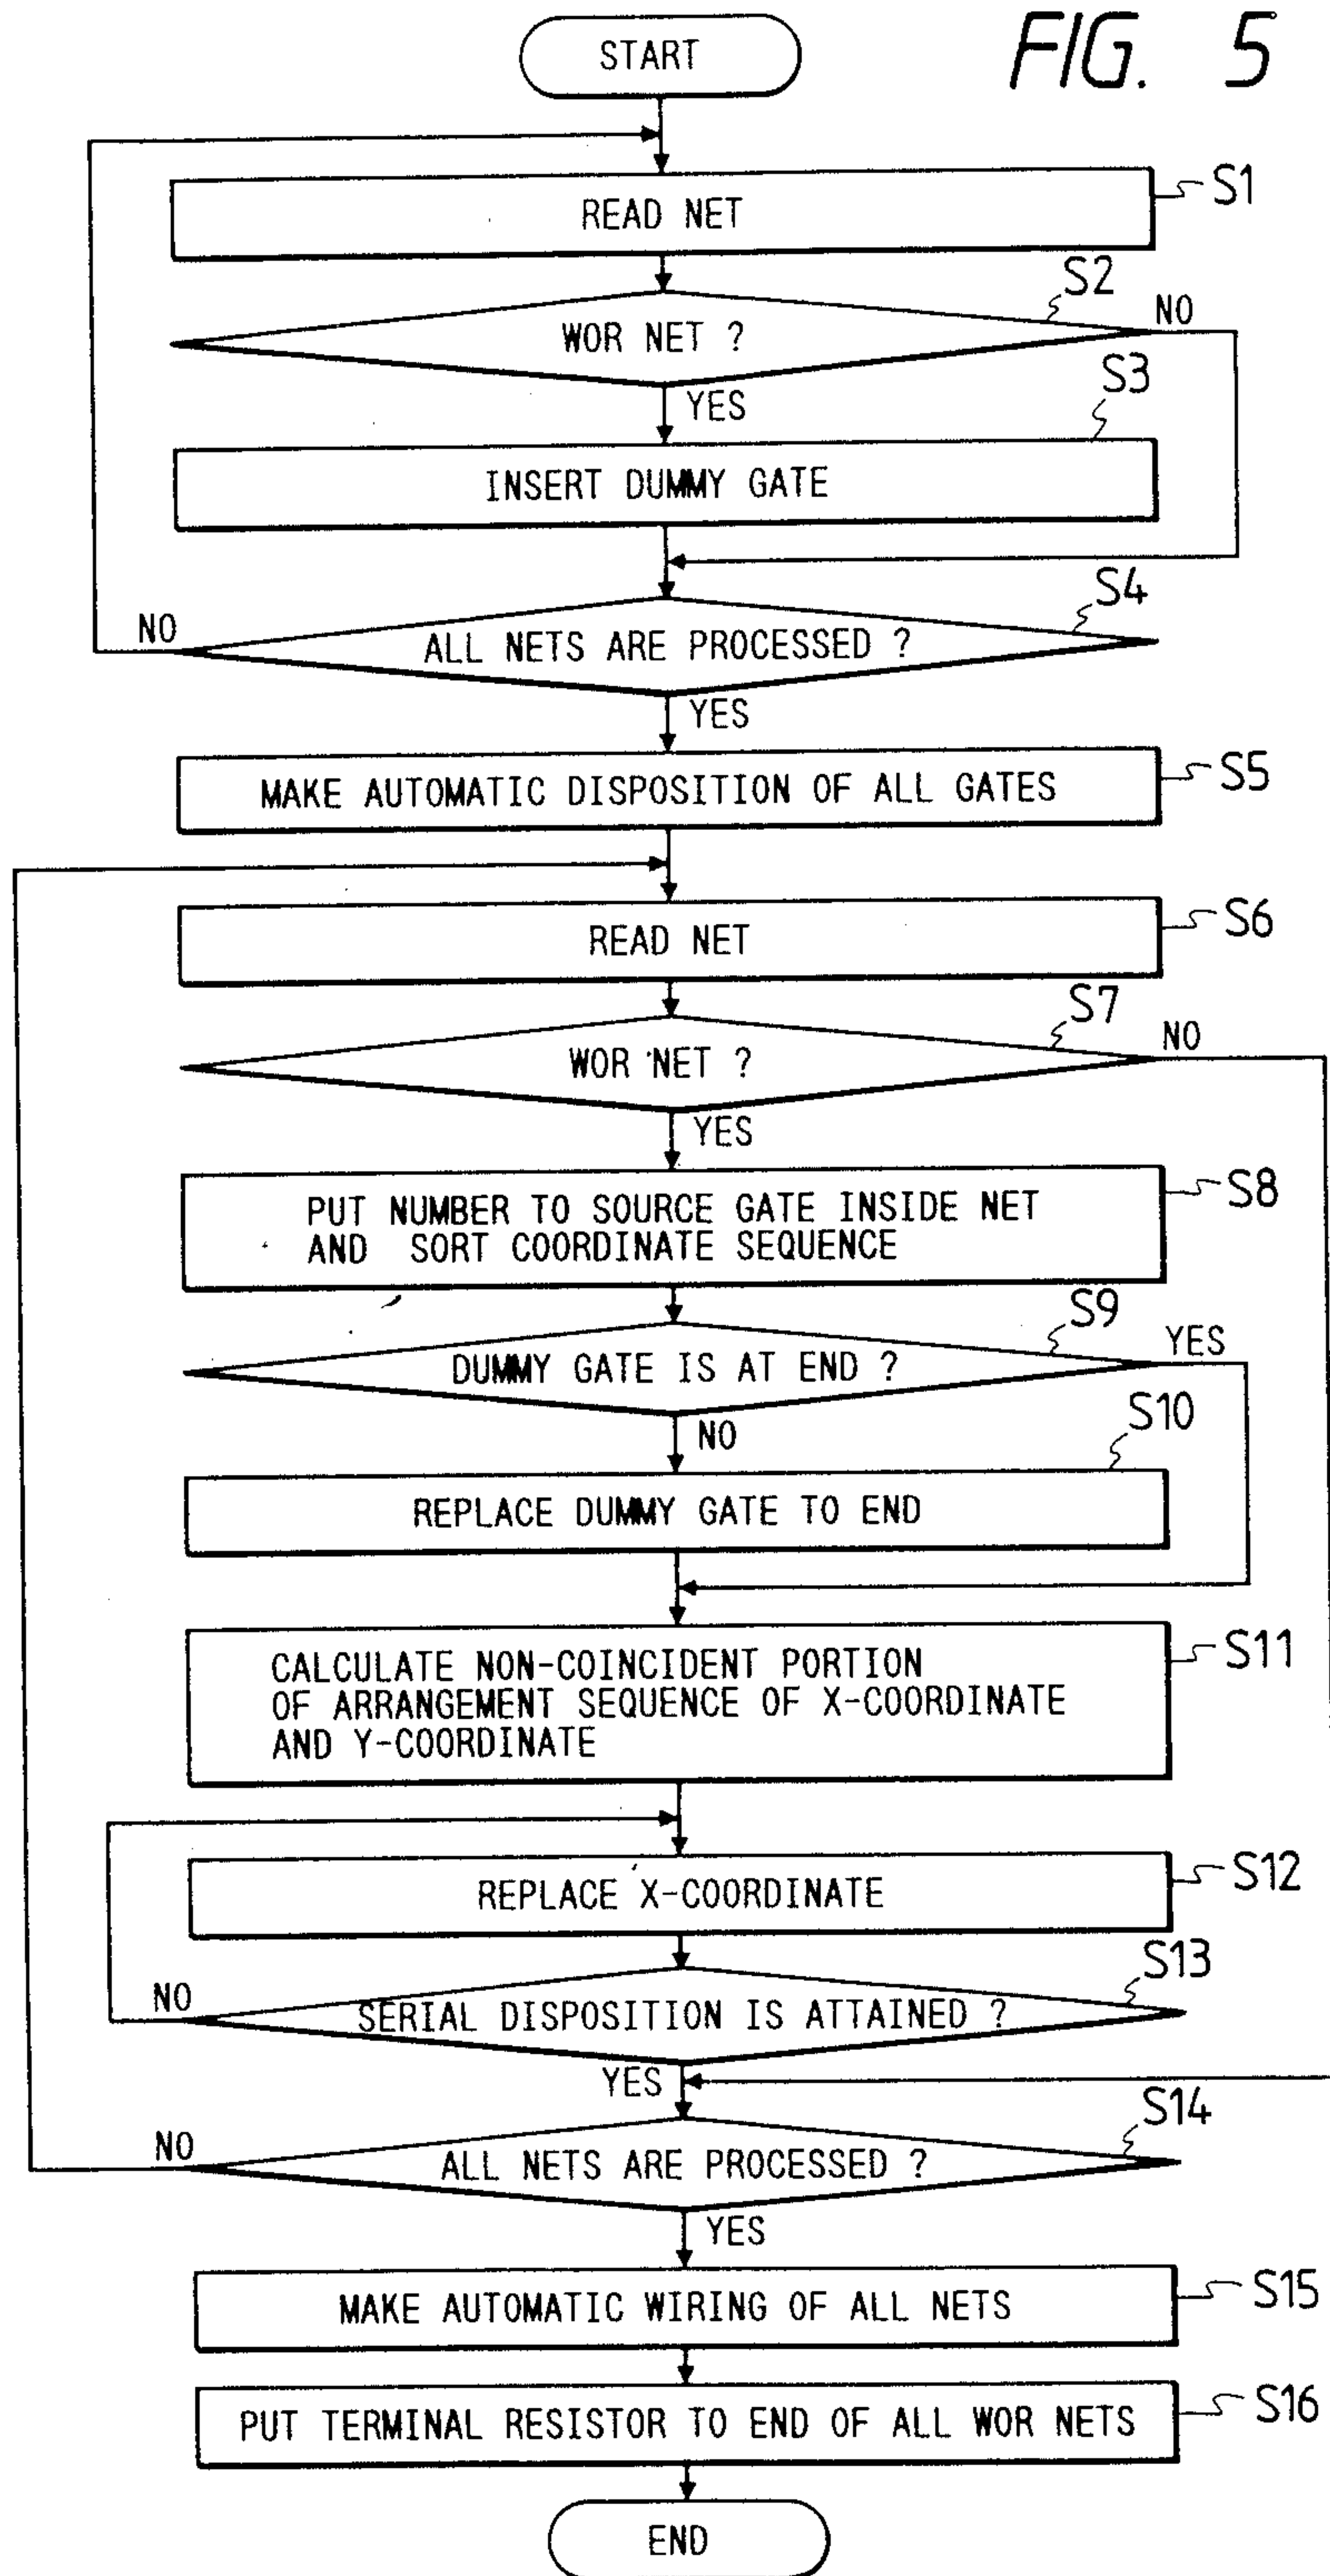 FIG. 5
START
READ NET
S1
WOR NET ?
S2
NO
YES
S3
INSERT DUMMY GATE
S4
NO
ALL NETS ARE PROCESSED ?
YES
MAKE AUTOMATIC DISPOSITION OF ALL GATES
S5
READ NET
S6
WOR NET ?
S7
NO
YES
PUT NUMBER TO SOURCE GATE INSIDE NET
AND SORT COORDINATE SEQUENCE
S8
DUMMY GATE IS AT END ?
S9
YES
NO
S10
REPLACE DUMMY GATE TO END
CALCULATE NON-COINCIDENT PORTION
OF ARRANGEMENT SEQUENCE OF X-COORDINATE
AND Y-COORDINATE
S11
REPLACE X-COORDINATE
S12
NO
SERIAL DISPOSITION IS ATTAINED ?
S13
YES
NO
ALL NETS ARE PROCESSED ?
S14
YES
MAKE AUTOMATIC WIRING OF ALL NETS
S15
PUT TERMINAL RESISTOR TO END OF ALL WOR NETS
S16
END